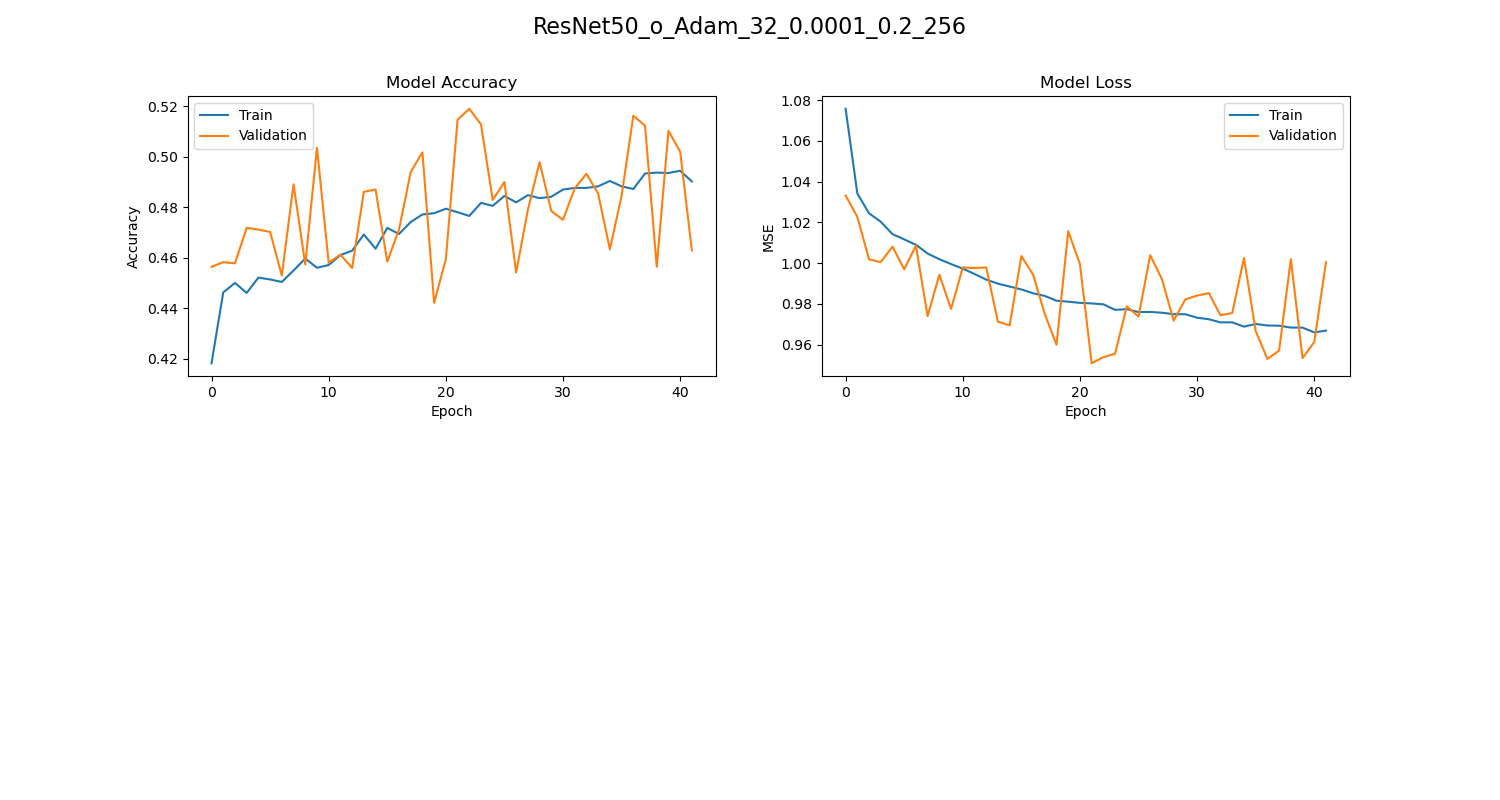 ResNet50_o_Adam_32_0.0001_0.2_256
Model Accuracy
Train
Validation
0.52
0.50
0.48
0.46
0.44
0.42
Accuracy
0
10
20
30
40
Epoch
Model Loss
Train
Validation
1.08
1.06
1.04
1.02
1.00
0.98
0.96
MSE
0
10
20
30
40
Epoch